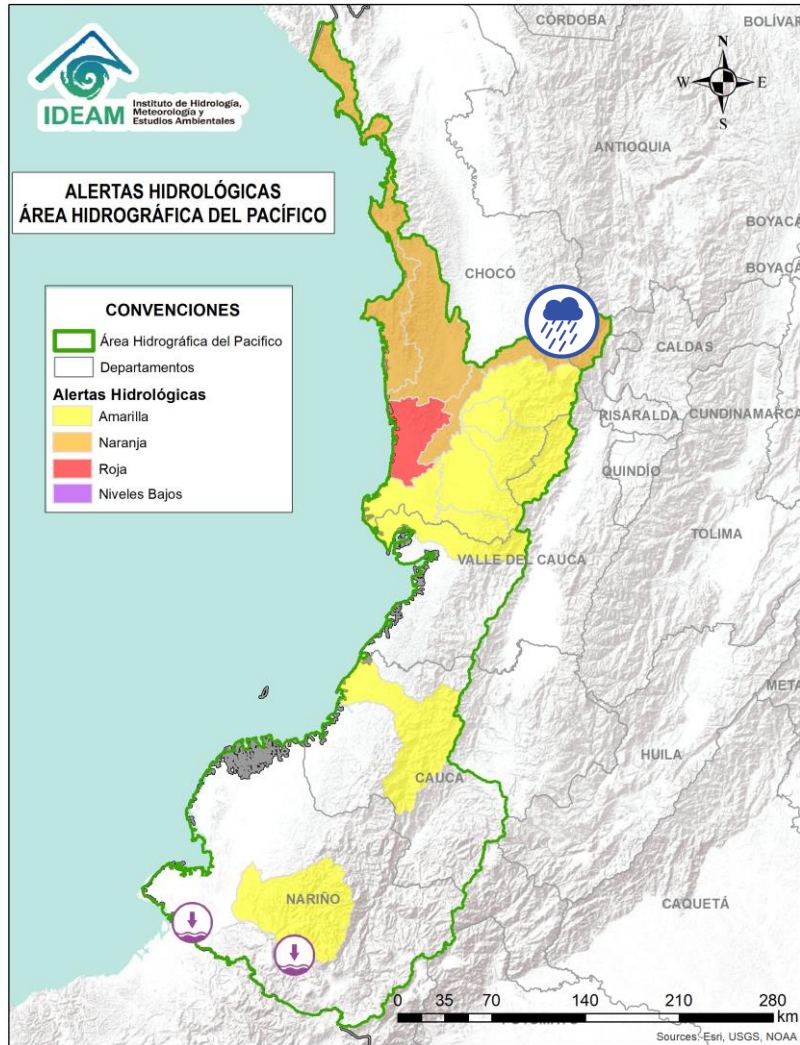 CÓRDOBA
BOLÍVAR
IDEAM
Instituto de Hidrología,
Meteorología y
Estudios Ambientales
N
W E
S
ANTIOQUIA
ALERTAS HIDROLÓGICAS
ÁREA HIDROGRÁFICA DEL PACÍFICO
BOYACÁ
CHOCÓ
BOYACÁ
CONVENCIONES
Área Hidrográfica del Pacifico
Departamentos
Alertas Hidrológicas
Amarilla
Naranja
Roja
Niveles Bajos
CALDAS
RISARALDA
CUNDINAMARCA
QUINDÍO
TOLIMA
VALLE DEL CAUCA
META
HUILA
CAUCA
NARIÑO
CAQUETÁ
0 35 70 140 210 280
km
Sources: Esri, USGS, NOAA